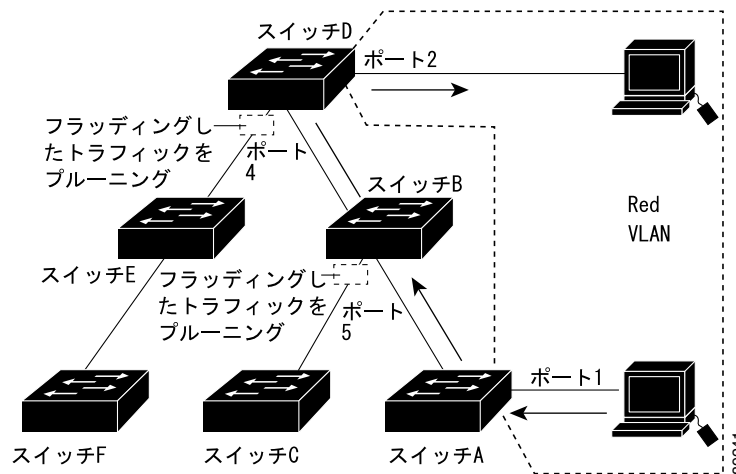 スイッチD
ポート2
フラッディングし
たトラフィックを
プルーニング
ポート
4
スイッチB
Red
VLAN
スイッチE
フラッディングし
たトラフィックを
プルーニング
ポート
5
ポート1
スイッチF
スイッチC
スイッチA